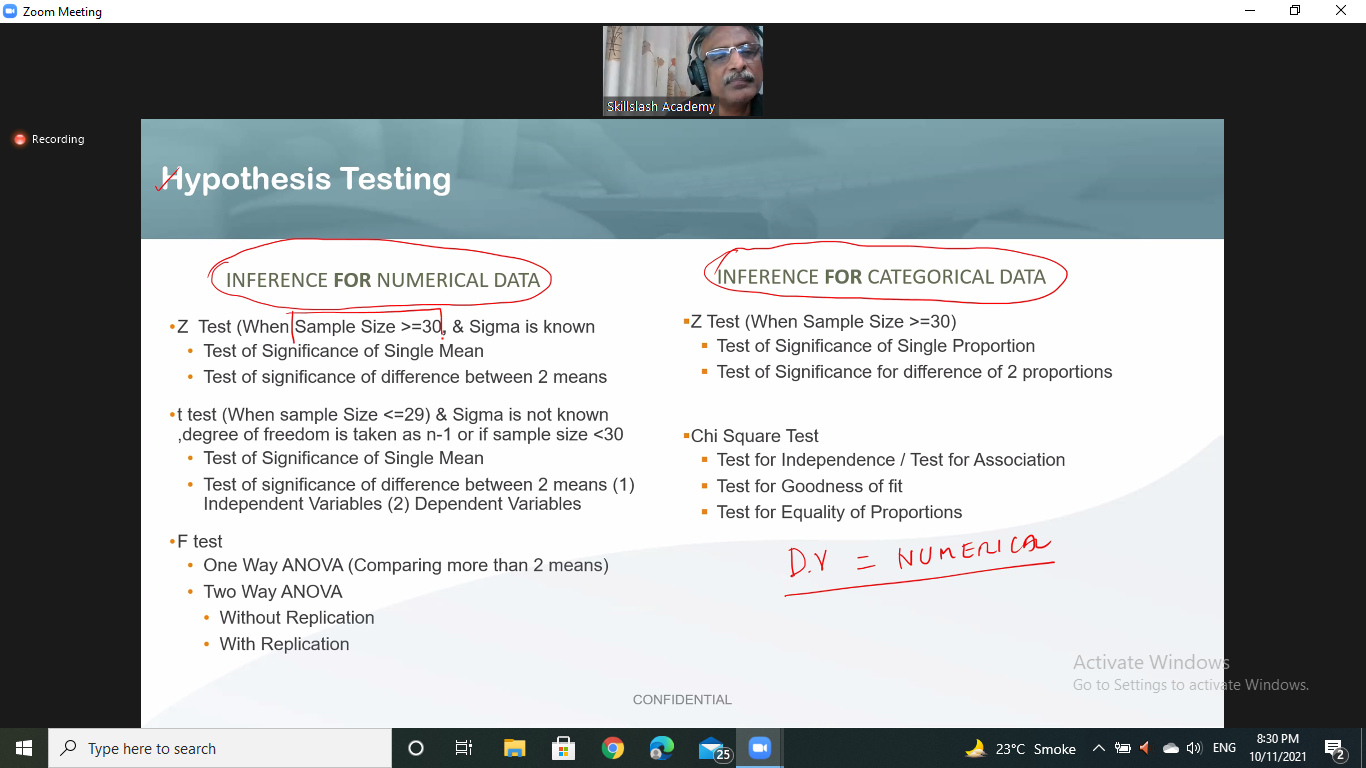 Zoom Meeting
Skillslash Academy
Recording
Hypothesis Testing
INFERENCE FOR NUMERICAL DATA
•Z Test (When Sample Size >=30, & Sigma is known
• Test of Significance of Single Mean
• Test of significance of difference between 2 means
•t test (When sample Size <=29) & Sigma is not known
,degree of freedom is taken as n-1 or if sample size <30
• Test of Significance of Single Mean
• Test of significance of difference between 2 means (1)
Independent Variables (2) Dependent Variables
•F test
• One Way ANOVA (Comparing more than 2 means)
• Two Way ANOVA
• Without Replication
• With Replication
INFERENCE FOR CATEGORICAL DATA
▪Z Test (When Sample Size >=30)
▪ Test of Significance of Single Proportion
▪ Test of Significance for difference of 2 proportions
▪Chi Square Test
▪ Test for Independence / Test for Association
▪ Test for Goodness of fit
▪ Test for Equality of Proportions
D.V = NUMERICAL
CONFIDENTIAL
Activate Windows
Go to Settings to activate Windows.
Type here to search
25
23°C Smoke
ENG
8:30 PM
10/11/2021
2